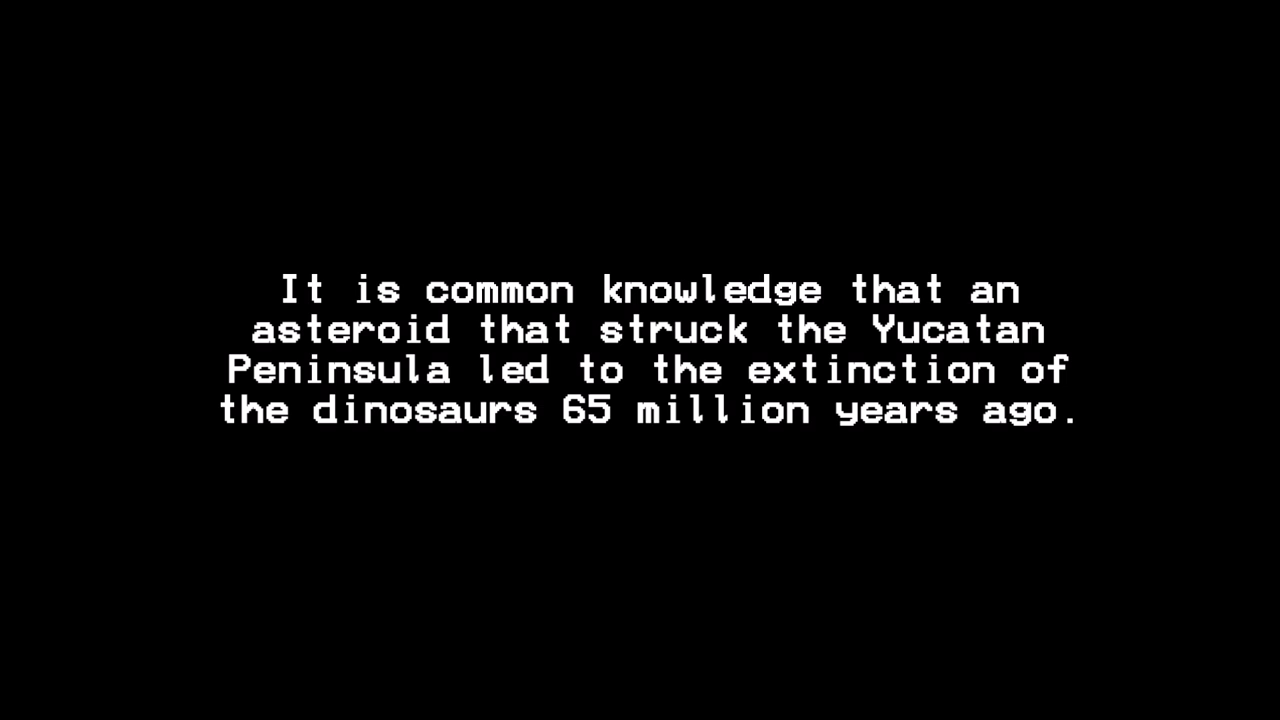 It is common knowledge that an
asteroid that struck the Yucatan
Peninsula led to the extinction of
the dinosaurs 65 million years ago.